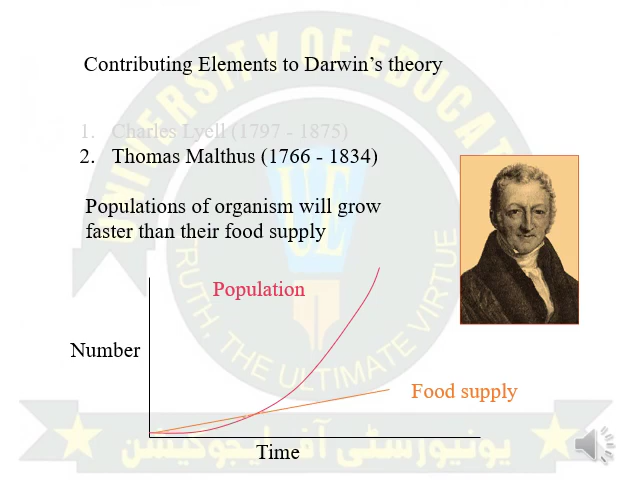 UNIVERSITY OF EDUCATION
Contributing Elements to Darwin’s theory
1. Charles Lyell (1797 - 1875)
2. Thomas Malthus (1766 - 1834)
UE
Populations of organism will grow
faster than their food supply
TRUTH, THE ULTIMATE VIRTUE
Population
Number
Food supply
Time
یونیورسٹی آف ایجوکیشن